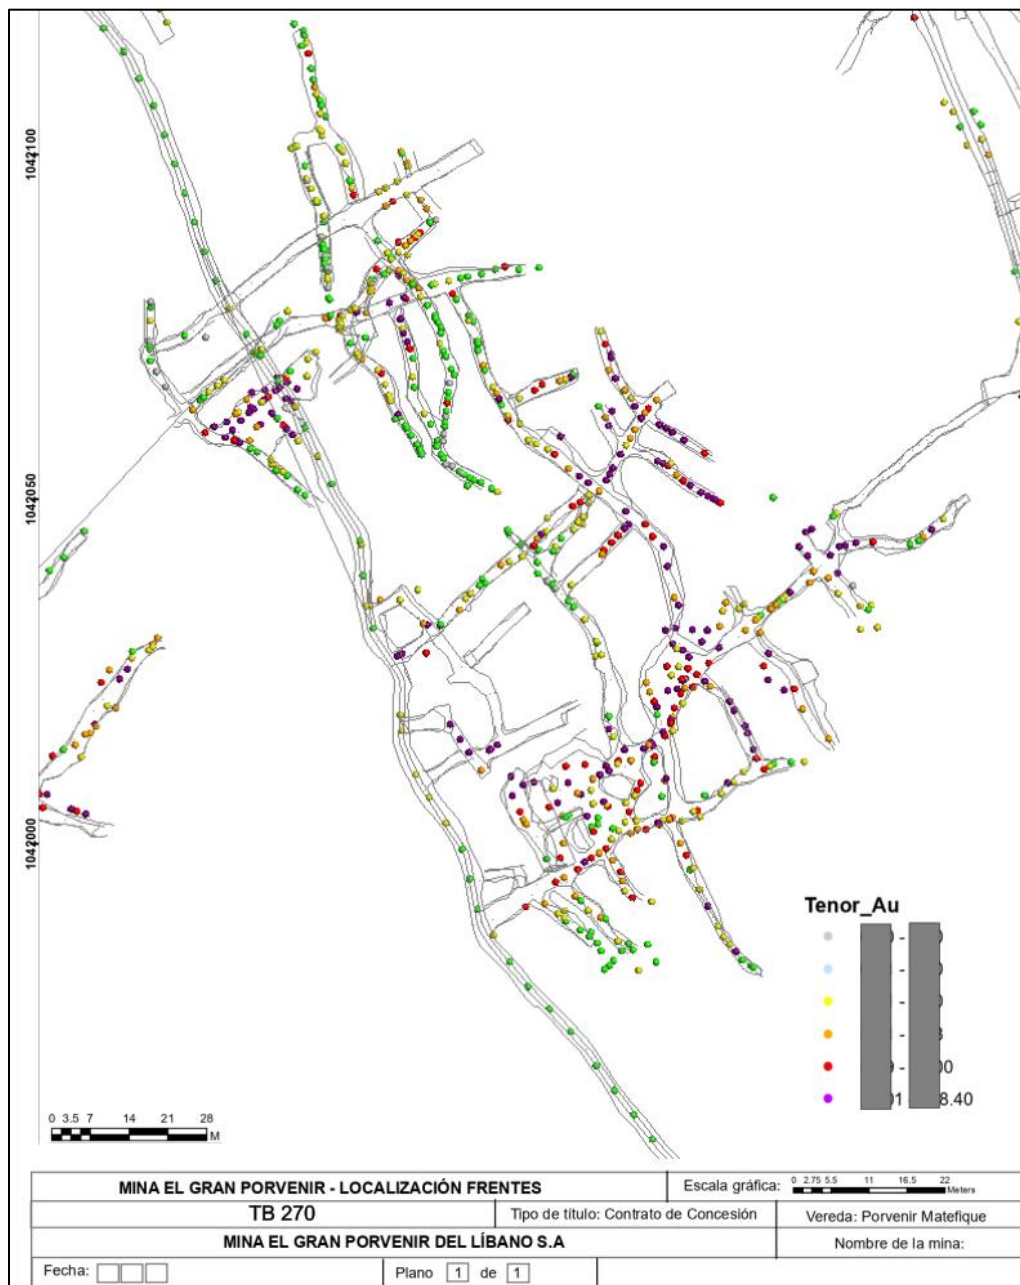 1042100
1042050
1042000
Tenor_Au
8.40
0 3.5 7 14 21 28
M
MINA EL GRAN PORVENIR - LOCALIZACIÓN FRENTES
Escala gráfica: 0 2.75 5.5 11 16.5 22
Meters
TB 270
Tipo de título: Contrato de Concesión
Vereda: Porvenir Matefique
MINA EL GRAN PORVENIR DEL LÍBANO S.A
Nombre de la mina:
Fecha:
Plano 1 de 1